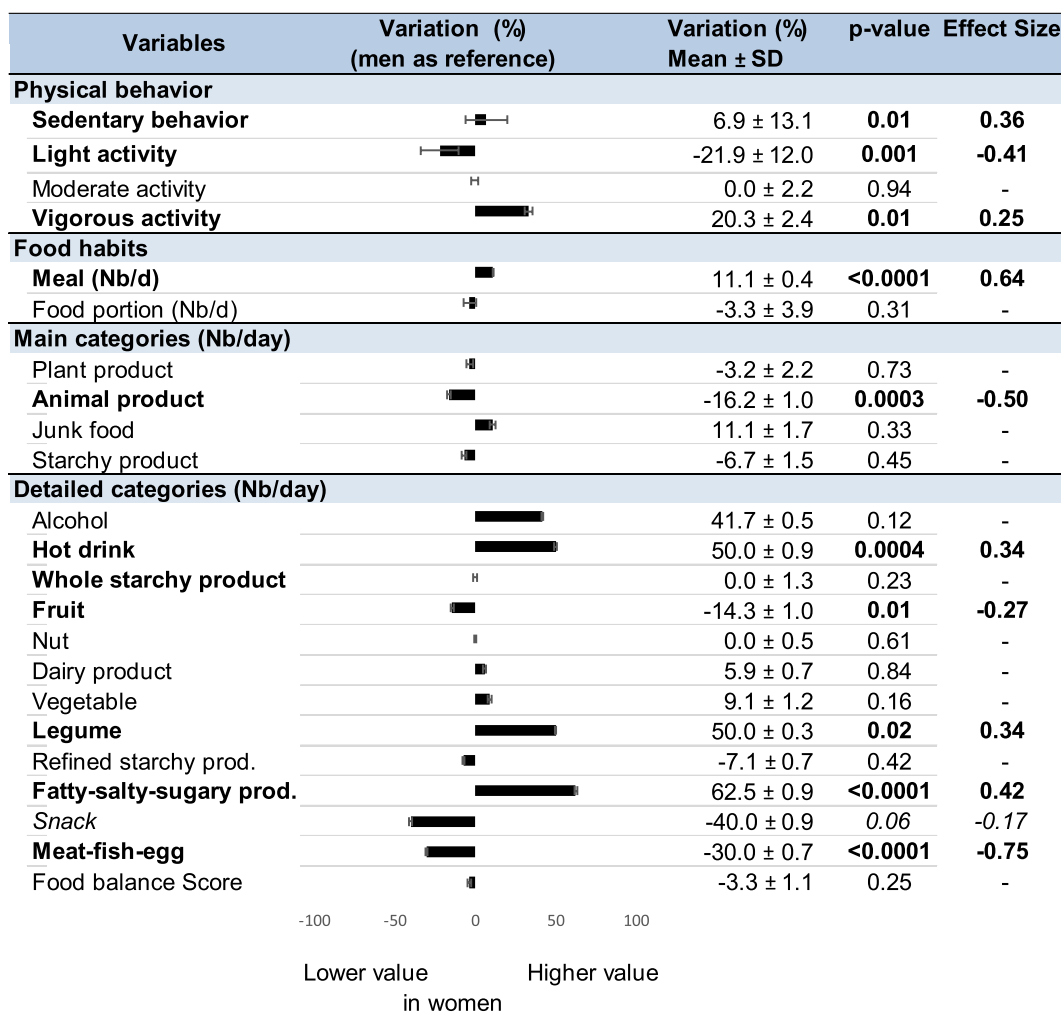 Variables Variation (%) (men as reference) Variation (%) Mean ± SD p-value Effect Size
Physical behavior
Sedentary behavior 6.9 ± 13.1 0.01 0.36
Light activity -21.9 ± 12.0 0.001 -0.41
Moderate activity 0.0 ± 2.2 0.94 -
Vigorous activity 20.3 ± 2.4 0.01 0.25
Food habits
Meal (Nb/d) 11.1 ± 0.4 <0.0001 0.64
Food portion (Nb/d) -3.3 ± 3.9 0.31 -
Main categories (Nb/day)
Plant product -3.2 ± 2.2 0.73 -
Animal product -16.2 ± 1.0 0.0003 -0.50
Junk food 11.1 ± 1.7 0.33 -
Starchy product -6.7 ± 1.5 0.45 -
Detailed categories (Nb/day)
Alcohol 41.7 ± 0.5 0.12 -
Hot drink 50.0 ± 0.9 0.0004 0.34
Whole starchy product 0.0 ± 1.3 0.23 -
Fruit -14.3 ± 1.0 0.01 -0.27
Nut 0.0 ± 0.5 0.61 -
Dairy product 5.9 ± 0.7 0.84 -
Vegetable 9.1 ± 1.2 0.16 -
Legume 50.0 ± 0.3 0.02 0.34
Refined starchy prod. -7.1 ± 0.7 0.42 -
Fatty-salty-sugary prod. 62.5 ± 0.9 <0.0001 0.42
Snack -40.0 ± 0.9 0.06 -0.17
Meat-fish-egg -30.0 ± 0.7 <0.0001 -0.75
Food balance Score -3.3 ± 1.1 0.25 -
-100 -50 0 50 100
Lower value Higher value
in women